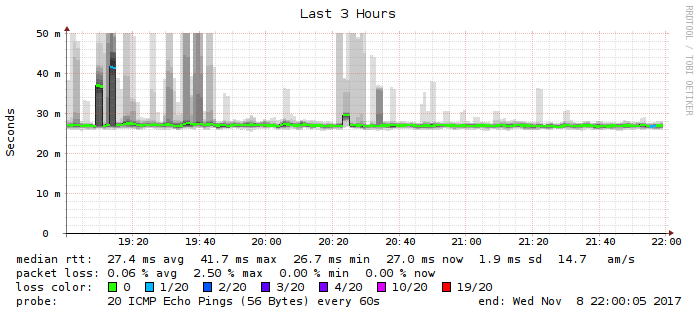 Last 3 Hours
RRDTOOL / TOBI OETIKER
Seconds
50 m
40 m
30 m
20 m
10 m
0
19:20 19:40 20:00 20:20 20:40 21:00 21:20 21:40 22:00
median rtt: 27.4 ms avg 41.7 ms max 26.7 ms min 27.0 ms now 1.9 ms sd 14.7 am/s
packet loss: 0.06 % avg 2.50 % max 0.00 % min 0.00 % now
loss color: 0 1/20 2/20 3/20 4/20 10/20 19/20
probe: 20 ICMP Echo Pings (56 Bytes) every 60s end: Wed Nov 8 22:00:05 2017